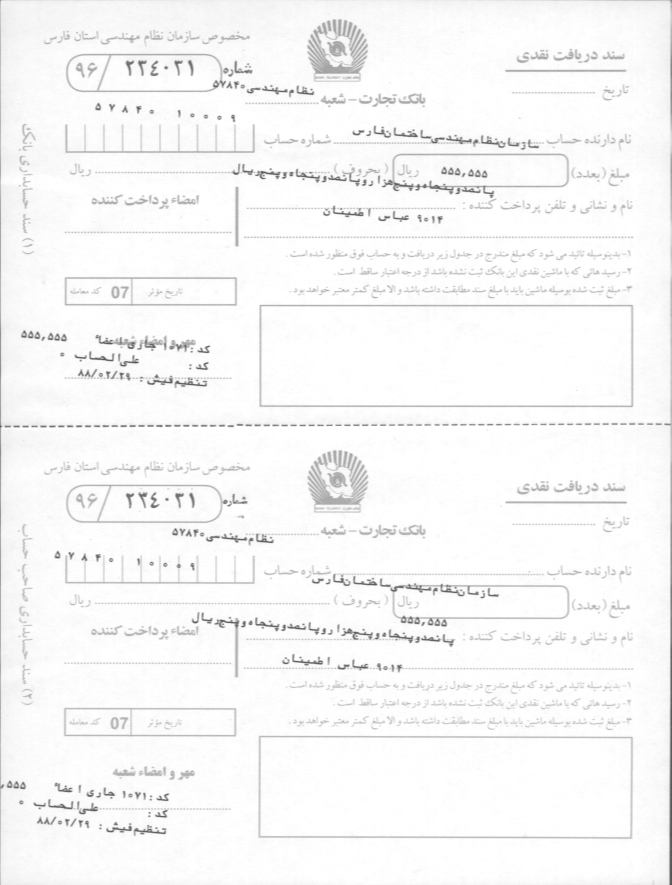 مخصوص سازمان نظام مهندسی استان فارس
سند دریافت نقدی
شماره ۲۳٤۰۳۱ / ۹۶
تاریخ
بانک تجارت - شعبه نظام مهندسی ۵۷۸۴۰
۵۷۸۴۰ ۱۰۰۰۹
نام دارنده حساب سازمان نظام مهندسی ساختمان فارس شماره حساب
مبلغ (بعدد) ۵۵۵,۵۵۵ ریال (بحروف) ریال
پانصدوپنجاه وپنج هزار و پانصدو پنجاه و پنج ریال
نام و نشانی و تلفن پرداخت کننده : امضاء پرداخت کننده
۹۰۱۴ عباس اطمینان
۱- بدینوسیله تائید می شود که مبلغ مندرج در جدول زیر دریافت و به حساب فوق منظور شده است .
۲- رسید هائی که با ماشین نقدی این بانک ثبت نشده باشد از درجه اعتبار ساقط است .
۳- مبلغ ثبت شده بوسیله ماشین باید با مبلغ سند مطابقت داشته باشد و الا مبلغ کمتر معتبر خواهد بود .
تاریخ مؤثر 07 کد معامله
مهر و امضاء شعبه
کد : ۱۰۷۱ جاری اعضاء ۵۵۵,۵۵۵
کد : علی الحساب ۰
تنظیم فیش : ۸۸/۰۲/۲۹
(۱) سند حسابداری بانک
مخصوص سازمان نظام مهندسی استان فارس
سند دریافت نقدی
شماره ۲۳٤۰۳۱ / ۹۶
تاریخ
بانک تجارت - شعبه
نظام مهندسی ۵۷۸۴۰
۵۷۸۴۰ ۱۰۰۰۹
نام دارنده حساب شماره حساب
سازمان نظام مهندسی ساختمان فارس
مبلغ (بعدد) ریال (بحروف) ریال
۵۵۵,۵۵۵
نام و نشانی و تلفن پرداخت کننده : پانصدوپنجاه وپنج هزار و پانصدو پنجاه و پنج ریال امضاء پرداخت کننده
۹۰۱۴ عباس اطمینان
۱- بدینوسیله تائید می شود که مبلغ مندرج در جدول زیر دریافت و به حساب فوق منظور شده است .
۲- رسید هائی که با ماشین نقدی این بانک ثبت نشده باشد از درجه اعتبار ساقط است .
۳- مبلغ ثبت شده بوسیله ماشین باید با مبلغ سند مطابقت داشته باشد و الا مبلغ کمتر معتبر خواهد بود .
تاریخ مؤثر 07 کد معامله
مهر و امضاء شعبه
کد : ۱۰۷۱ جاری اعضاء ,۵۵۵
کد : علی الحساب ۰
تنظیم فیش : ۸۸/۰۲/۲۹
(۲) سند حسابداری صاحب حساب